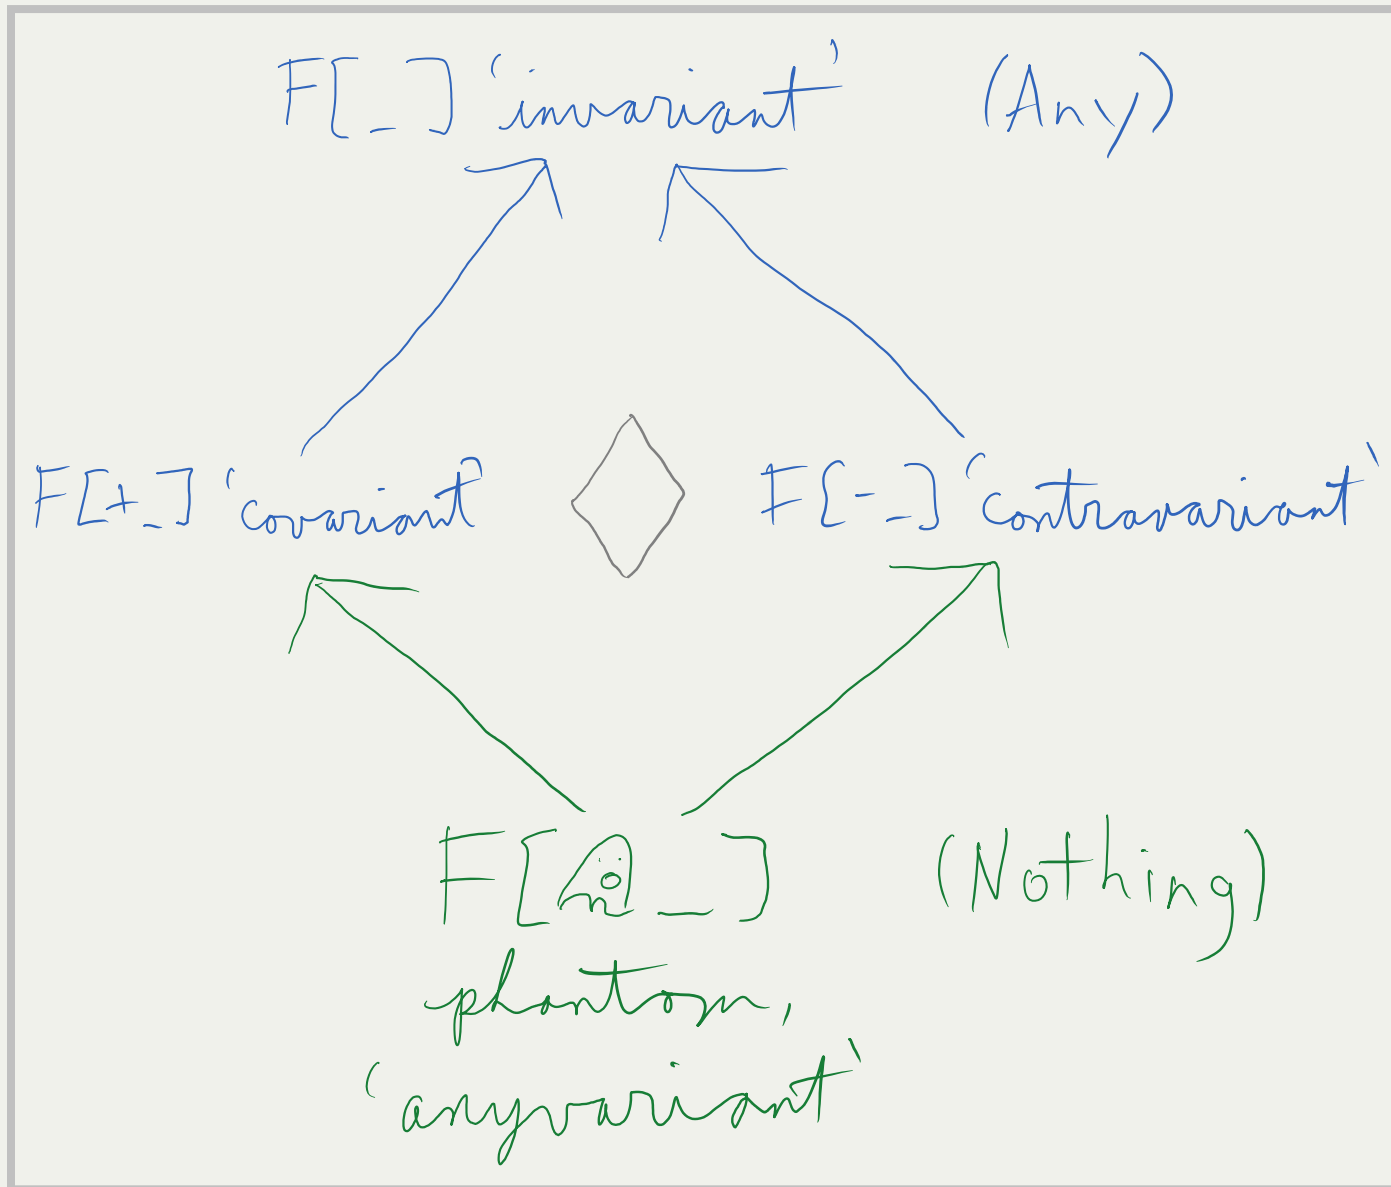 F[_] 'invariant' (Any)
F[+_] 'covariant' F[-_] 'contravariant'
F[ _] (Nothing)
phantom,
'anyvariant'